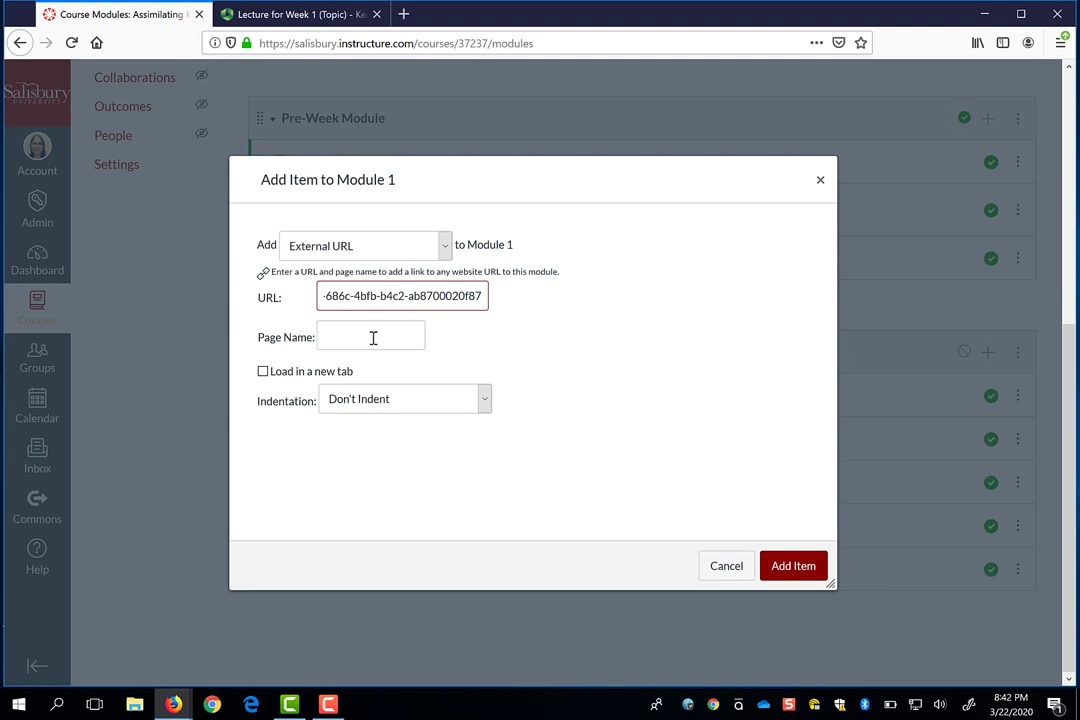 Course Modules: Assimilating
Lecture for Week 1 (Topic) - Ke
https://salisbury.instructure.com/courses/37237/modules
Salisbury
UNIVERSITY
Account
Admin
Dashboard
Courses
Groups
Calendar
Inbox
Commons
Help
Collaborations
Outcomes
People
Settings
Pre-Week Module
Add Item to Module 1
Add External URL to Module 1
Enter a URL and page name to add a link to any website URL to this module.
URL: -686c-4bfb-b4c2-ab8700020f87
Page Name:
Load in a new tab
Indentation: Don't Indent
Cancel
Add Item
8:42 PM
3/22/2020